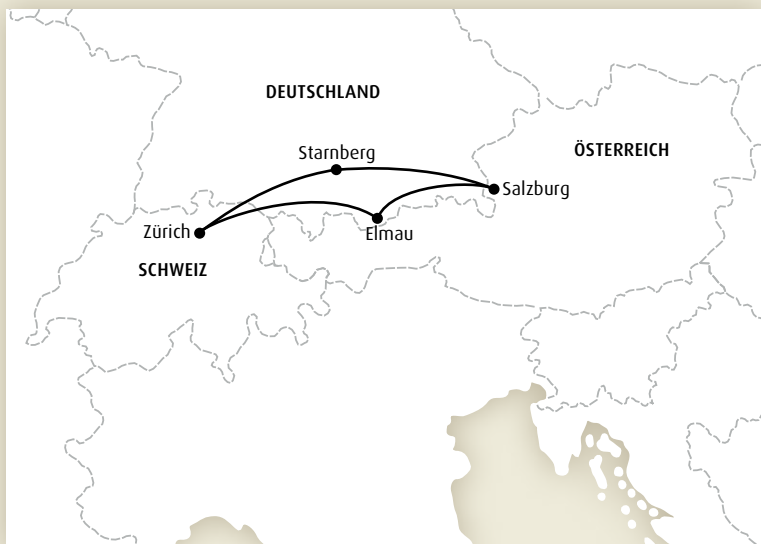 DEUTSCHLAND
Starnberg
ÖSTERREICH
Salzburg
Zürich
Elmau
SCHWEIZ